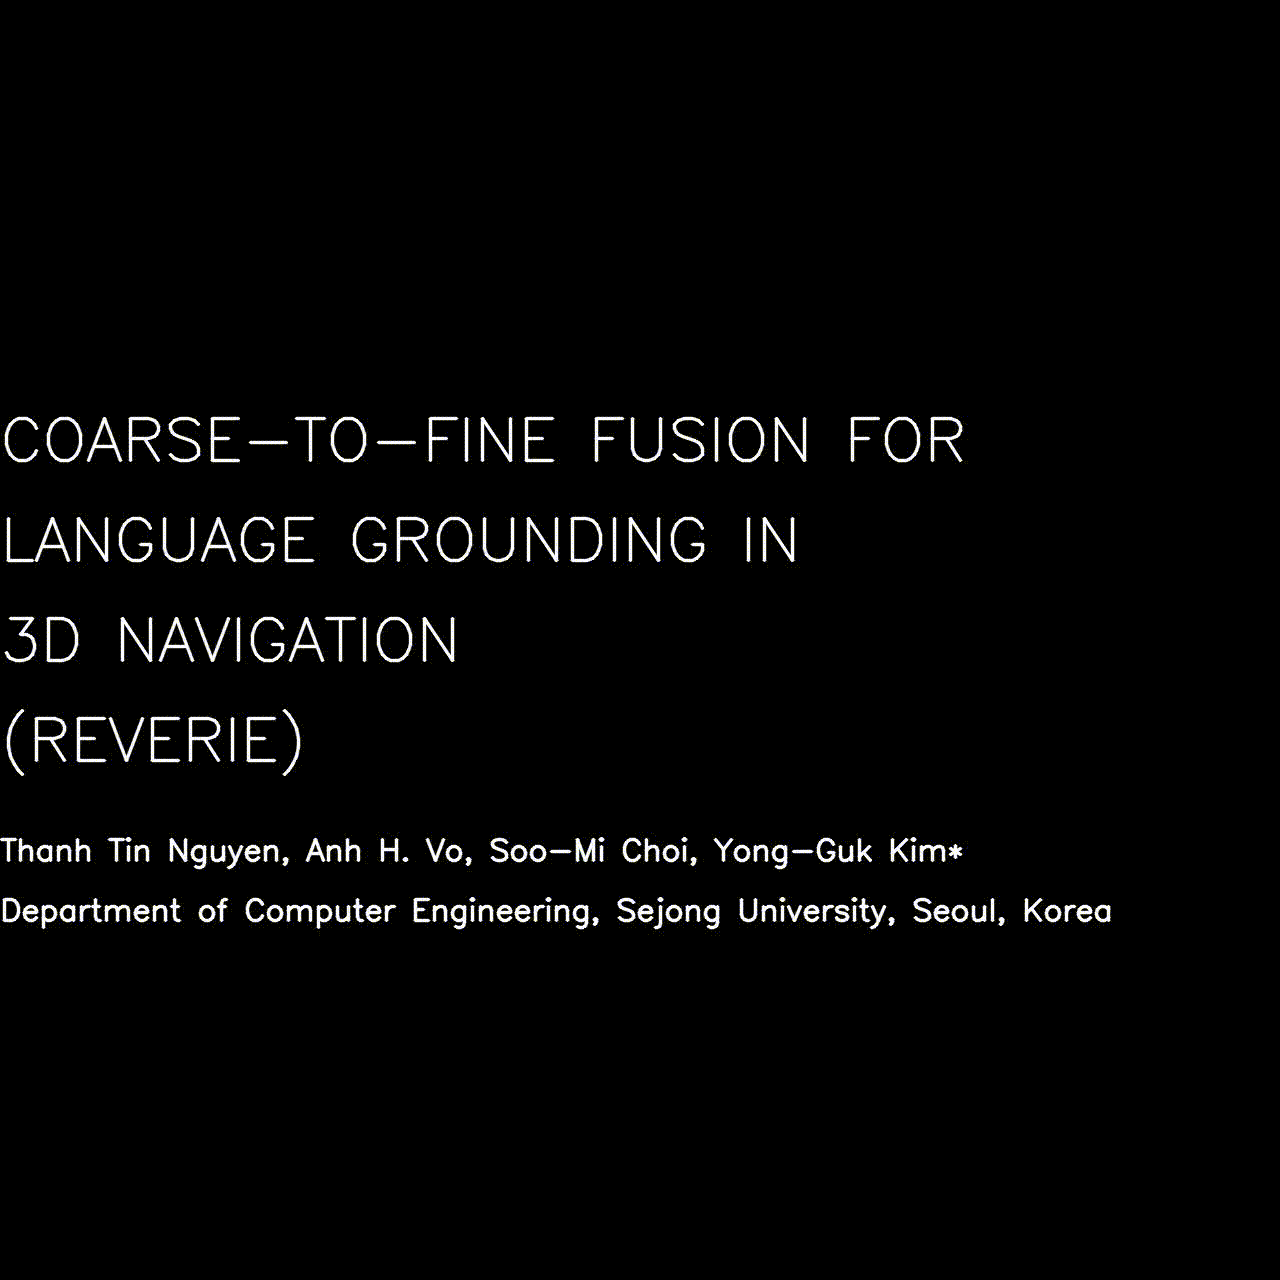 COARSE-TO-FINE FUSION FOR
LANGUAGE GROUNDING IN
3D NAVIGATION
(REVERIE)
Thanh Tin Nguyen, Anh H. Vo, Soo-Mi Choi, Yong-Guk Kim*
Department of Computer Engineering, Sejong University, Seoul, Korea